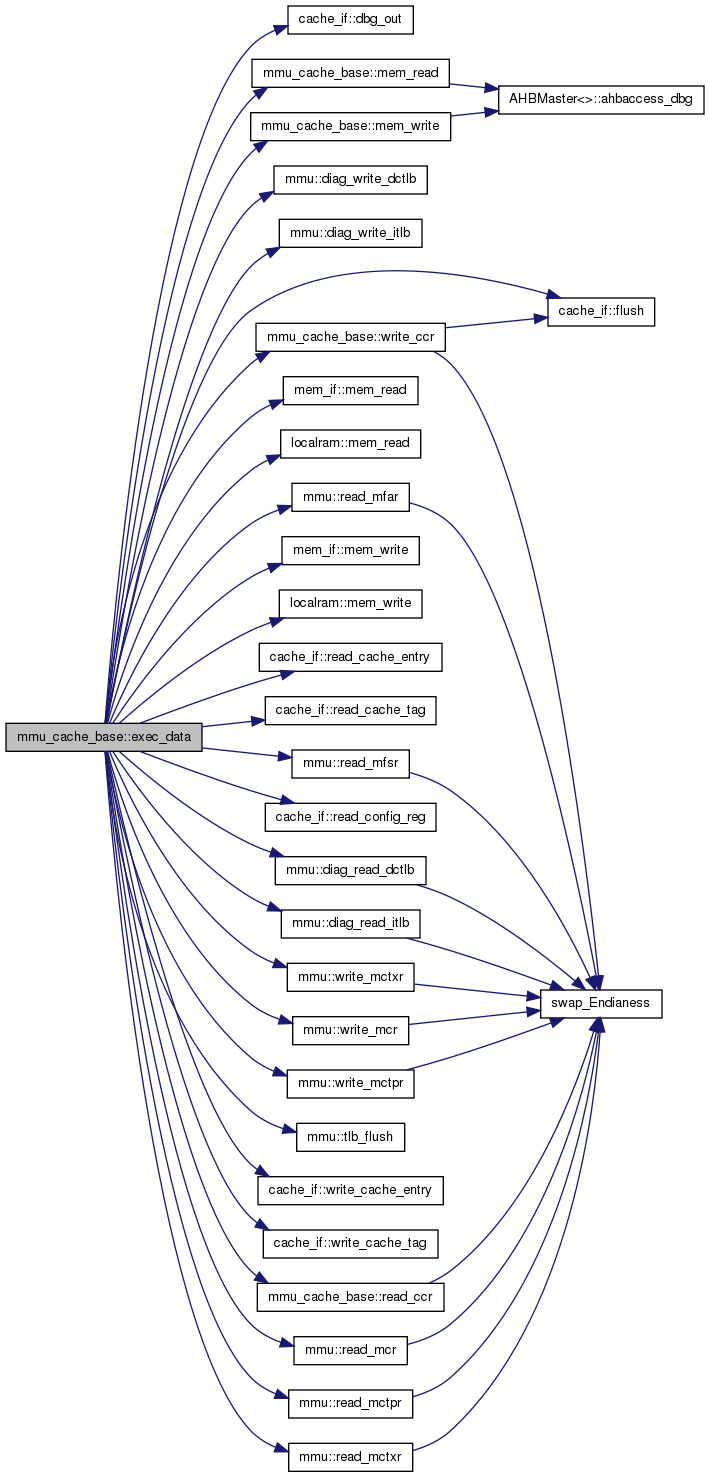 cache_if::dbg_out
mmu_cache_base::mem_read
AHBMaster<>::ahbaccess_dbg
mmu_cache_base::mem_write
mmu::diag_write_dctlb
mmu::diag_write_itlb
cache_if::flush
mmu_cache_base::write_ccr
mem_if::mem_read
localram::mem_read
mmu::read_mfar
mem_if::mem_write
localram::mem_write
cache_if::read_cache_entry
cache_if::read_cache_tag
mmu_cache_base::exec_data
mmu::read_mfsr
cache_if::read_config_reg
mmu::diag_read_dctlb
mmu::diag_read_itlb
mmu::write_mctxr
swap_Endianess
mmu::write_mcr
mmu::write_mctpr
mmu::tlb_flush
cache_if::write_cache_entry
cache_if::write_cache_tag
mmu_cache_base::read_ccr
mmu::read_mcr
mmu::read_mctpr
mmu::read_mctxr